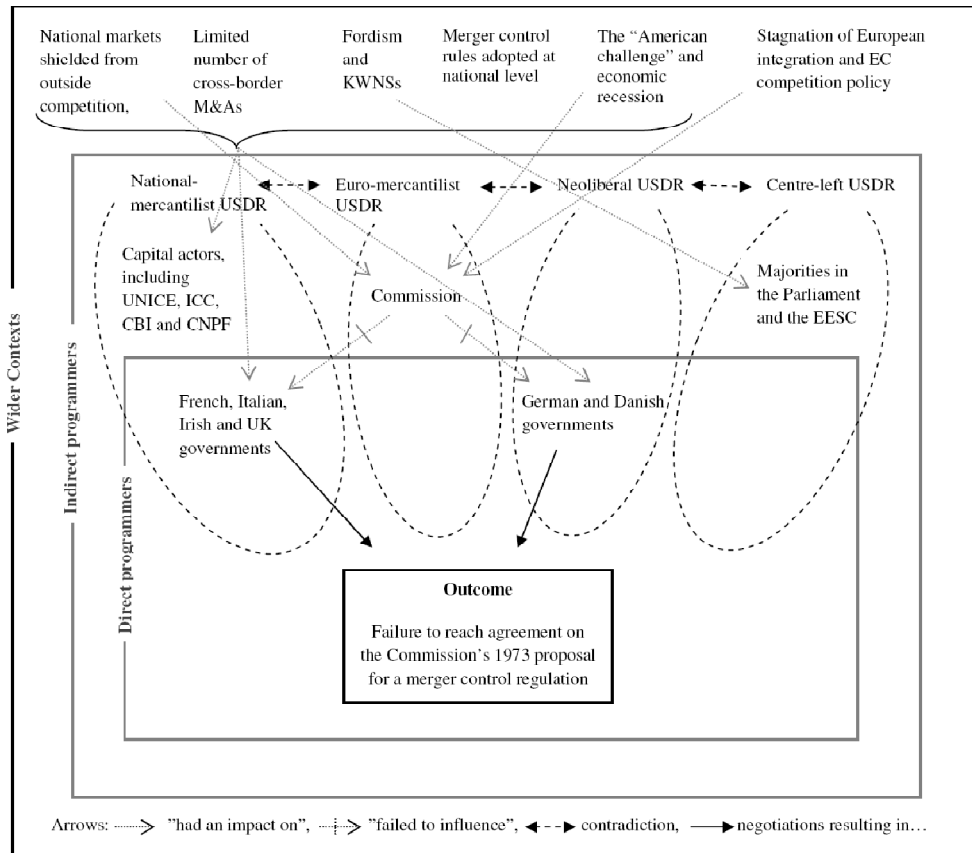 National markets
shielded from
outside
competition,
Limited
number of
cross-border
M&As
Fordism
and
KWNSs
Merger control
rules adopted at
national level
The “American
challenge” and
economic
recession
Stagnation of European
integration and EC
competition policy
National-
mercantilist USDR
Euro-mercantilist
USDR
Neoliberal USDR
Centre-left USDR
Capital actors,
including
UNICE, ICC,
CBI and CNPF
Commission
Majorities in
the Parliament
and the EESC
French, Italian,
Irish and UK
governments
German and Danish
governments
Wider Contexts
Indirect programmers
Direct programmers
Outcome
Failure to reach agreement on
the Commission’s 1973 proposal
for a merger control regulation
Arrows: ”had an impact on”, ”failed to influence”, contradiction, negotiations resulting in…